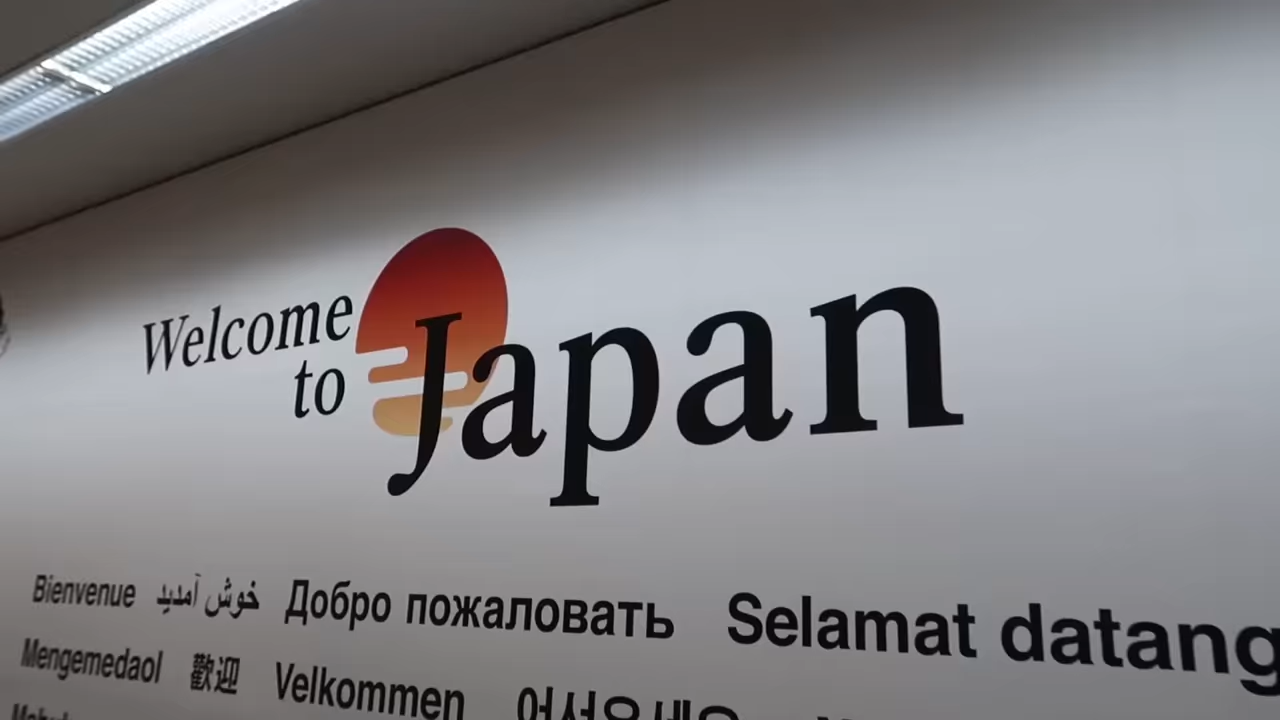 Welcome
to Japan
Bienvenue خوش آمدید Добро пожаловать Selamat datang
Mengemedaol 歡迎 Velkommen 어서오세요